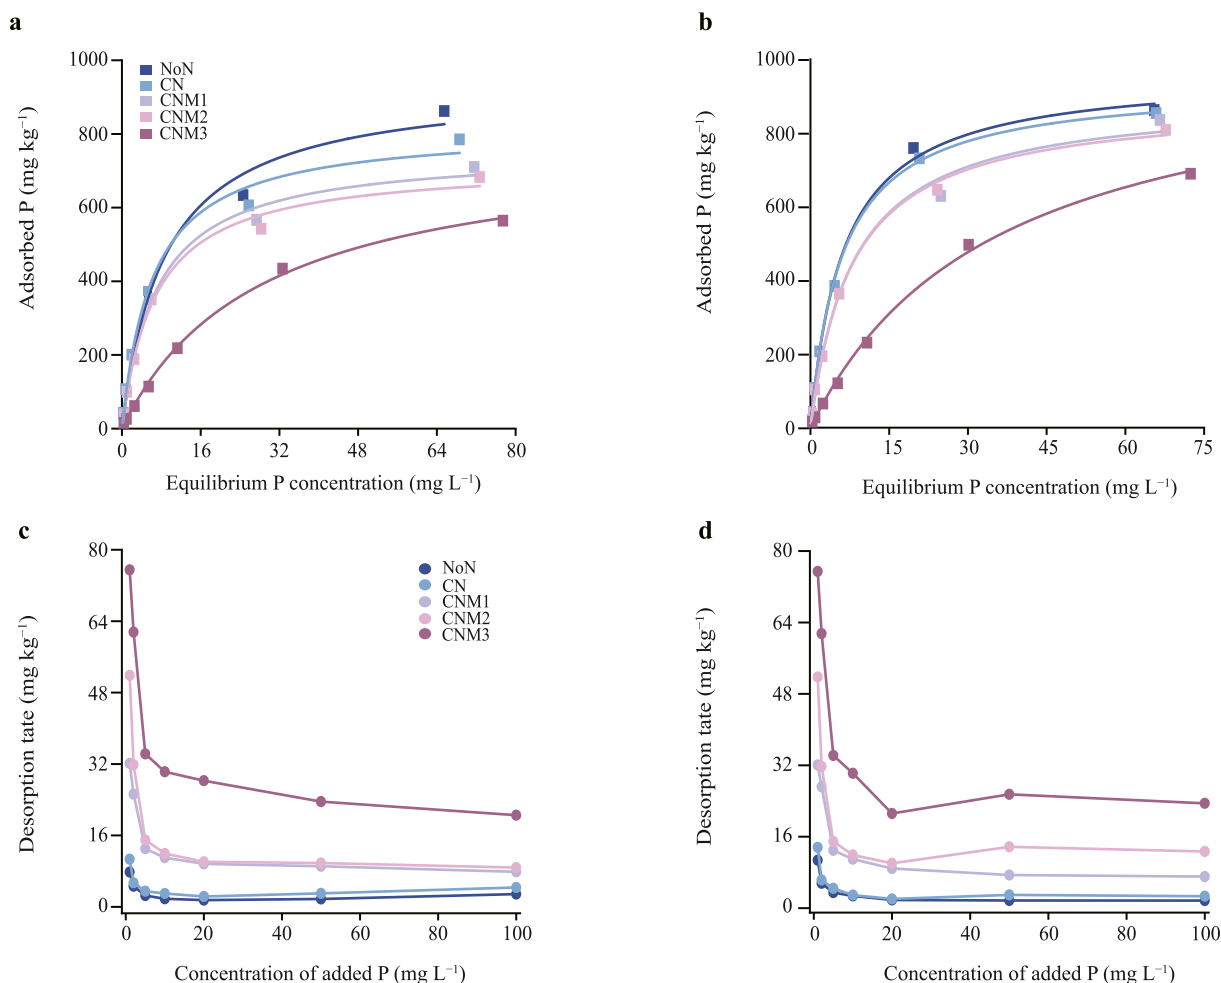 a
1000
800
600
400
200
0
Adsorbed P (mg kg⁻¹)
NoN
CN
CNM1
CNM2
CNM3
0 16 32 48 64 80
Equilibrium P concentration (mg L⁻¹)
b
1000
800
600
400
200
0
Adsorbed P (mg kg⁻¹)
0 15 30 45 60 75
Equilibrium P concentration (mg L⁻¹)
c
80
64
48
32
16
0
Desorption tate (mg kg⁻¹)
NoN
CN
CNM1
CNM2
CNM3
0 20 40 60 80 100
Concentration of added P (mg L⁻¹)
d
80
64
48
32
16
0
Desorption tate (mg kg⁻¹)
0 20 40 60 80 100
Concentration of added P (mg L⁻¹)